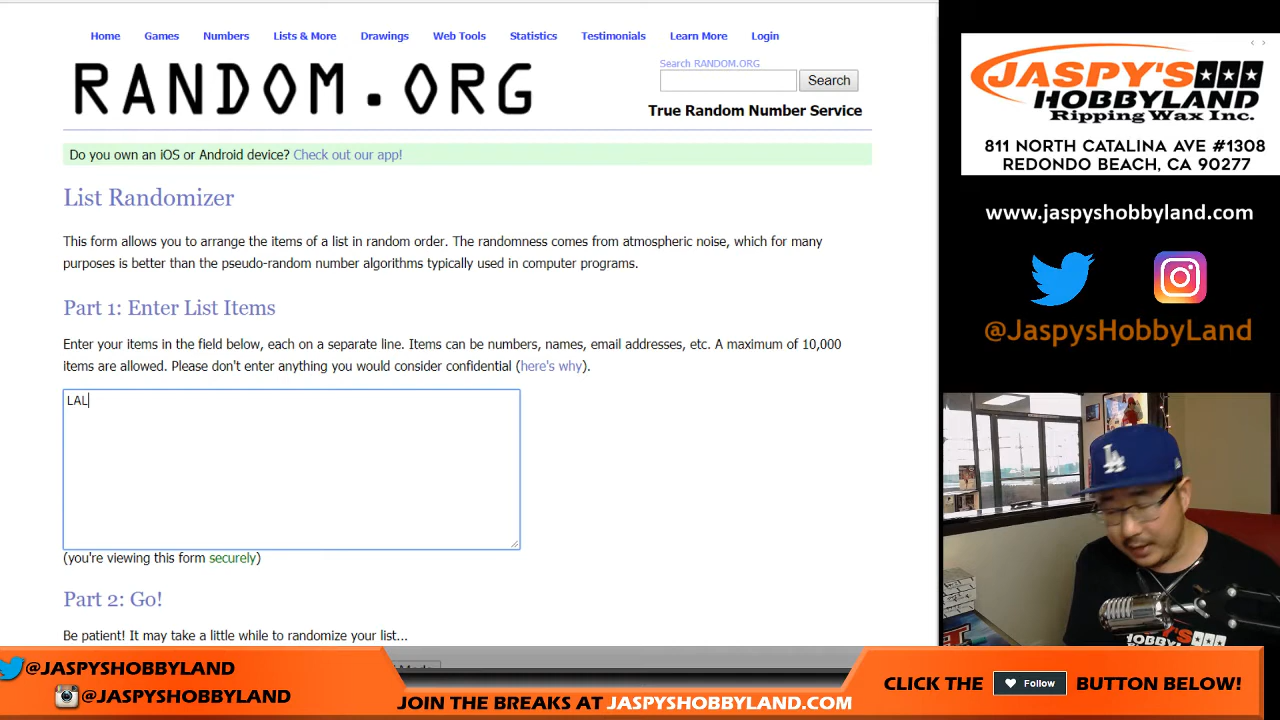 Home Games Numbers Lists & More Drawings Web Tools Statistics Testimonials Learn More Login
RANDOM.ORG
Search RANDOM.ORG
Search
True Random Number Service
Do you own an iOS or Android device? Check out our app!
List Randomizer
This form allows you to arrange the items of a list in random order. The randomness comes from atmospheric noise, which for many
purposes is better than the pseudo-random number algorithms typically used in computer programs.
Part 1: Enter List Items
Enter your items in the field below, each on a separate line. Items can be numbers, names, email addresses, etc. A maximum of 10,000
items are allowed. Please don't enter anything you would consider confidential (here's why).
LAL
(you're viewing this form securely)
Part 2: Go!
Be patient! It may take a little while to randomize your list...
JASPY'S
HOBBYLAND
Ripping Wax Inc.
811 NORTH CATALINA AVE #1308
REDONDO BEACH, CA 90277
www.jaspyshobbyland.com
@JaspysHobbyLand
LA
JASPY'S
HOBBYLAND
@JASPYSHOBBYLAND
@JASPYSHOBBYLAND
JOIN THE BREAKS AT JASPYSHOBBYLAND.COM
CLICK THE Follow BUTTON BELOW!